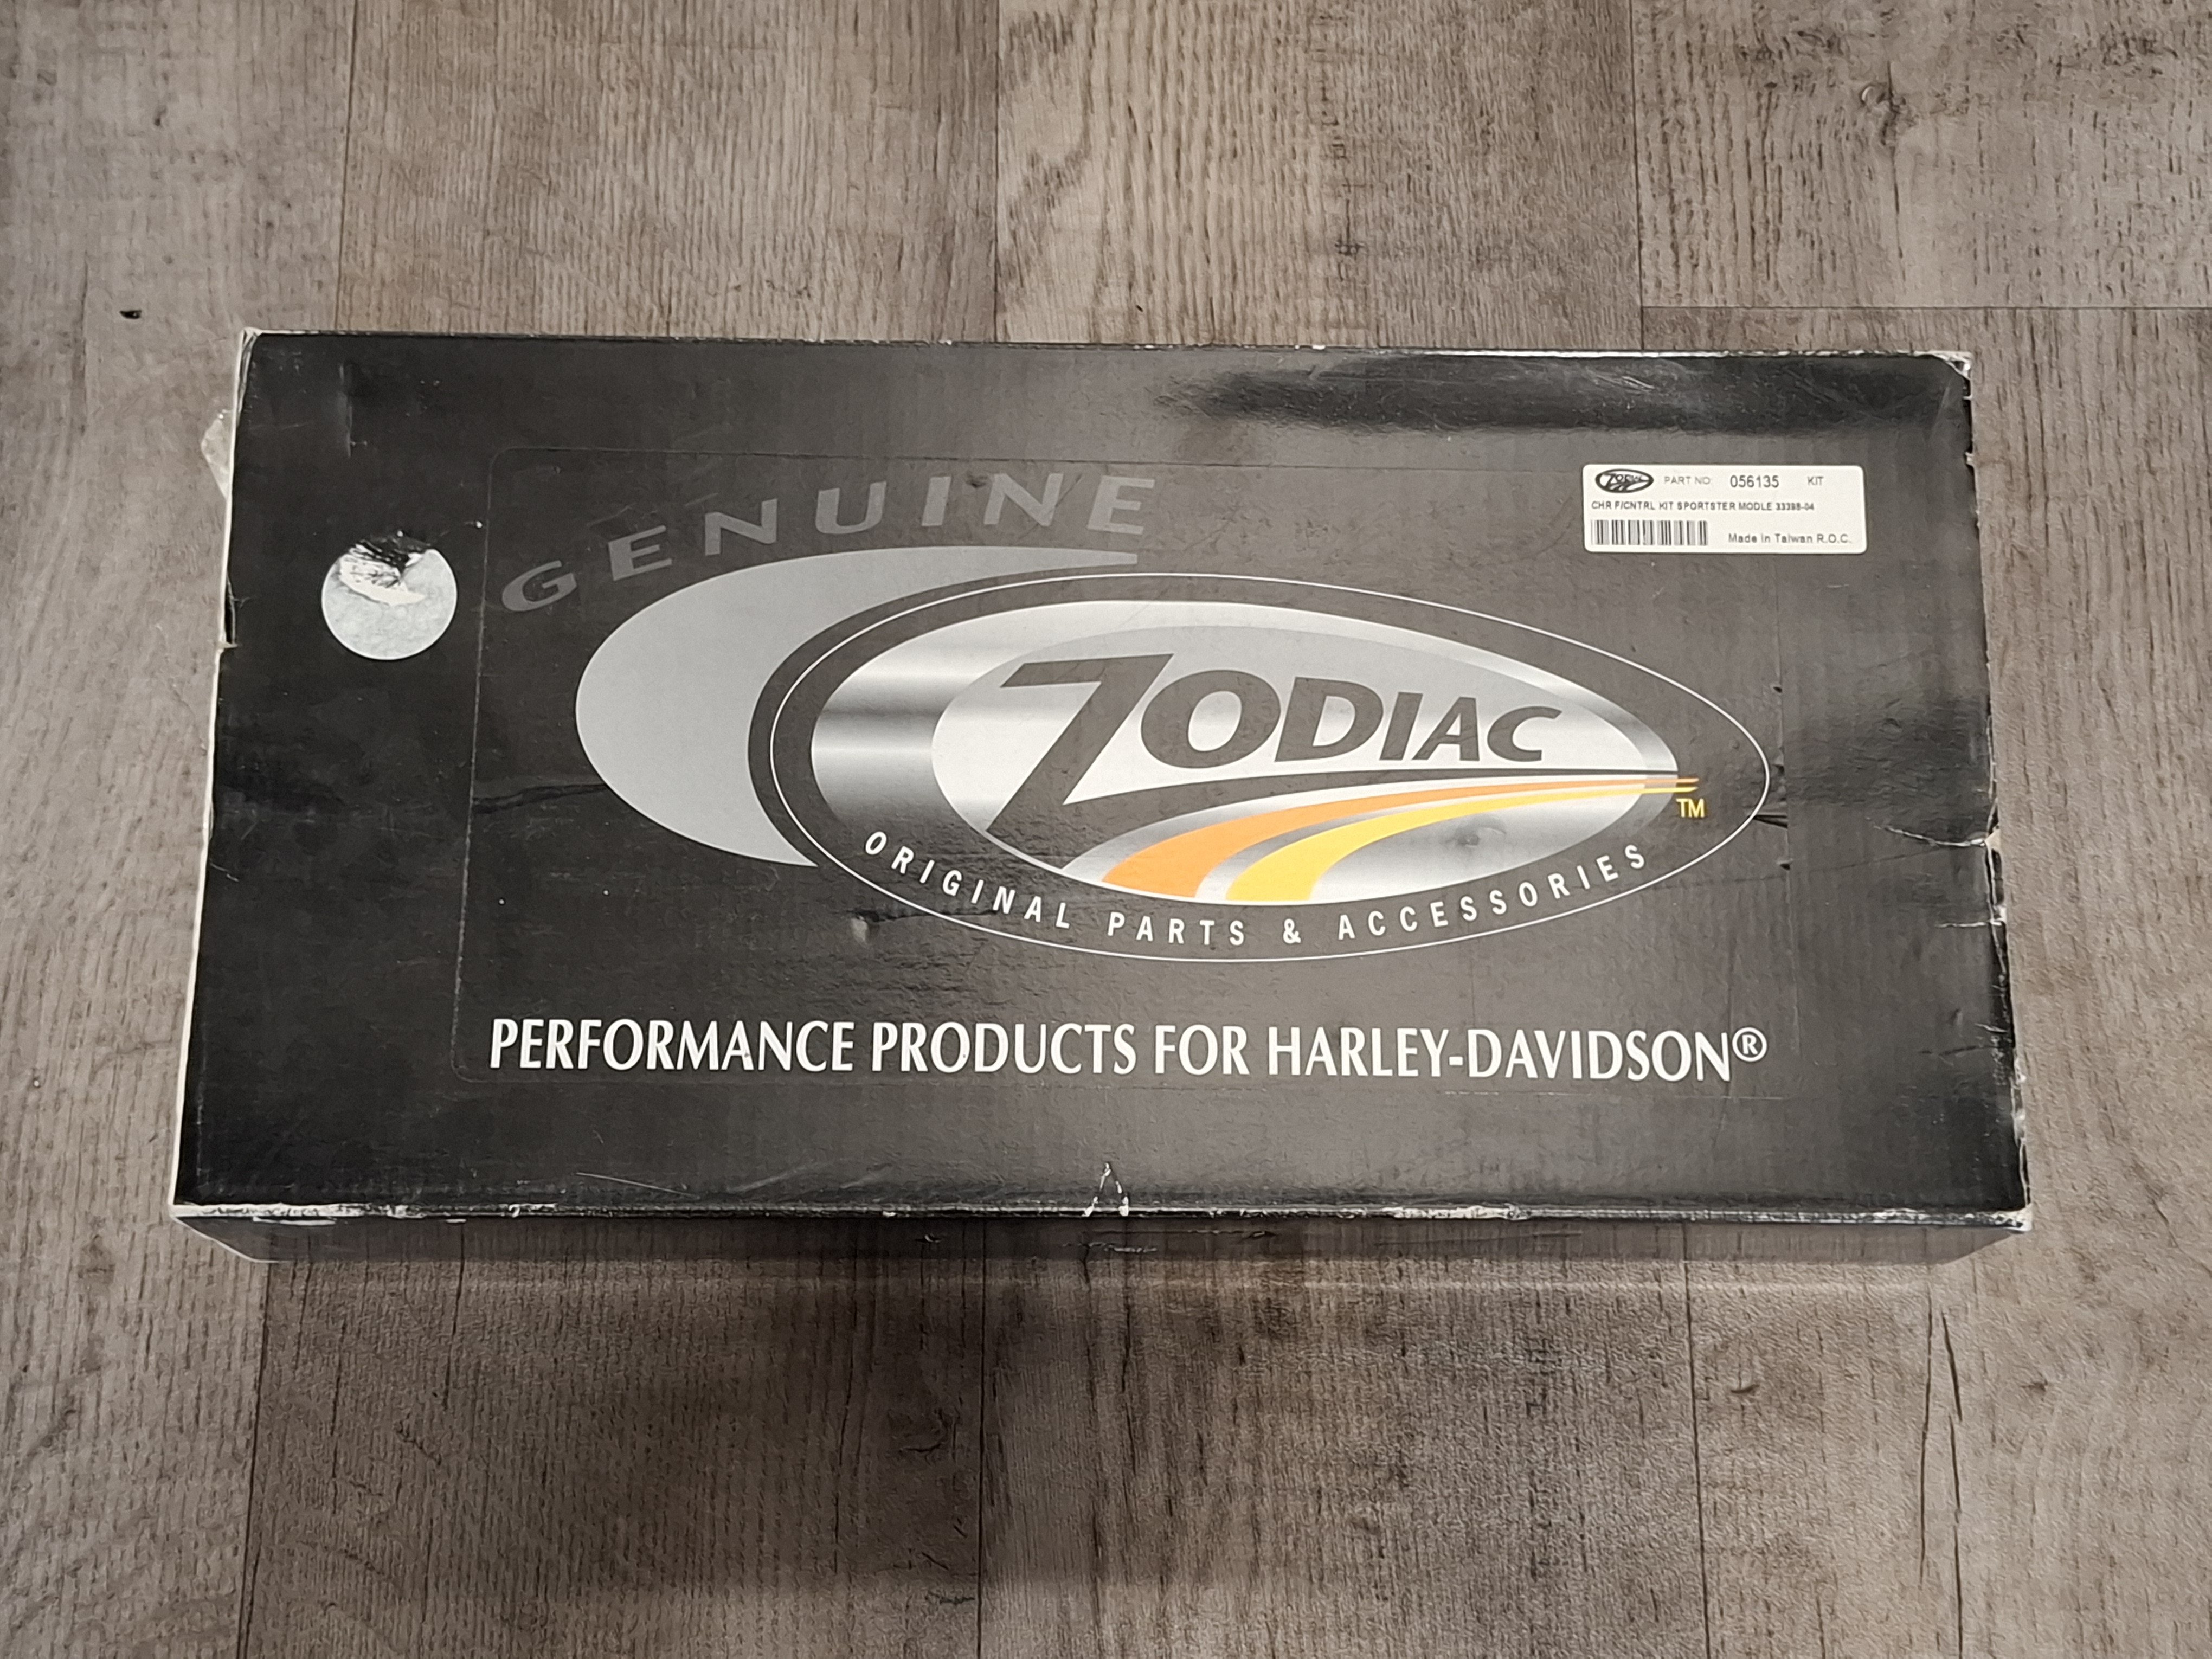 GENUINE
ZODIAC
PART NO: 056135 KIT
CHR F/CNTRL KIT SPORTSTER MODLE 33398-04
Made in Taiwan R.O.C.
ZODIAC
TM
ORIGINAL PARTS & ACCESSORIES
PERFORMANCE PRODUCTS FOR HARLEY-DAVIDSON®